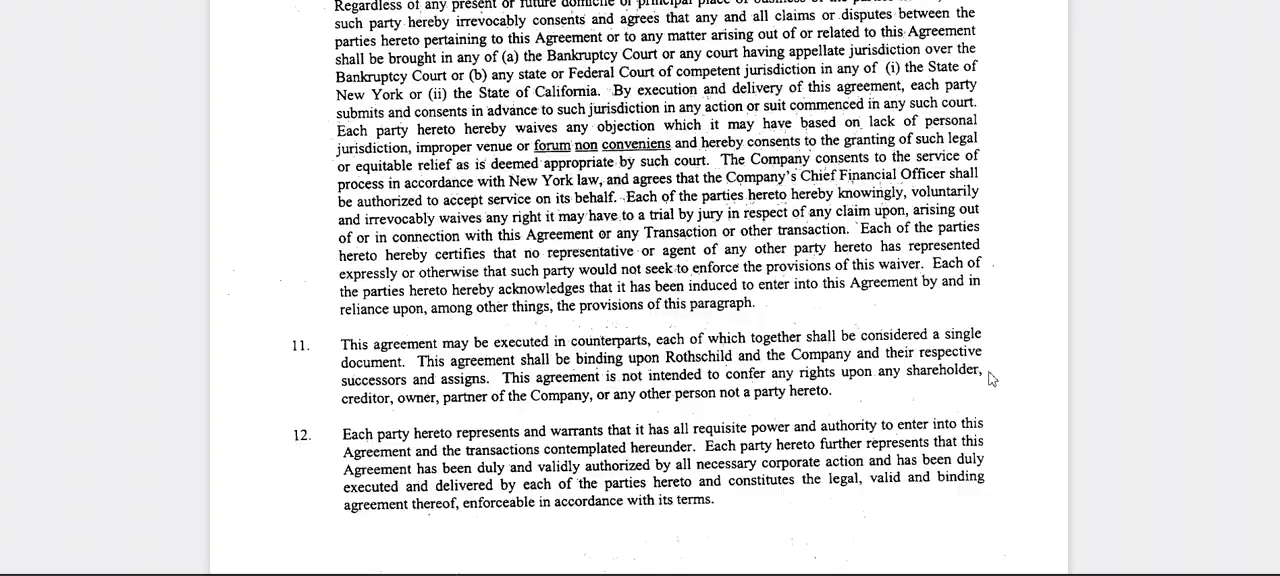 Regardless of any present or future domicile or principal place of business of the parties
such party hereby irrevocably consents and agrees that any and all claims or disputes between the
parties hereto pertaining to this Agreement or to any matter arising out of or related to this Agreement
shall be brought in any of (a) the Bankruptcy Court or any court having appellate jurisdiction over the
Bankruptcy Court or (b) any state or Federal Court of competent jurisdiction in any of (i) the State of
New York or (ii) the State of California. By execution and delivery of this agreement, each party
submits and consents in advance to such jurisdiction in any action or suit commenced in any such court.
Each party hereto hereby waives any objection which it may have based on lack of personal
jurisdiction, improper venue or forum non conveniens and hereby consents to the granting of such legal
or equitable relief as is deemed appropriate by such court. The Company consents to the service of
process in accordance with New York law, and agrees that the Company's Chief Financial Officer shall
be authorized to accept service on its behalf. Each of the parties hereto hereby knowingly, voluntarily
and irrevocably waives any right it may have to a trial by jury in respect of any claim upon, arising out
of or in connection with this Agreement or any Transaction or other transaction. Each of the parties
hereto hereby certifies that no representative or agent of any other party hereto has represented
expressly or otherwise that such party would not seek to enforce the provisions of this waiver. Each of
the parties hereto hereby acknowledges that it has been induced to enter into this Agreement by and in
reliance upon, among other things, the provisions of this paragraph.
11. This agreement may be executed in counterparts, each of which together shall be considered a single
document. This agreement shall be binding upon Rothschild and the Company and their respective
successors and assigns. This agreement is not intended to confer any rights upon any shareholder,
creditor, owner, partner of the Company, or any other person not a party hereto.
12. Each party hereto represents and warrants that it has all requisite power and authority to enter into this
Agreement and the transactions contemplated hereunder. Each party hereto further represents that this
Agreement has been duly and validly authorized by all necessary corporate action and has been duly
executed and delivered by each of the parties hereto and constitutes the legal, valid and binding
agreement thereof, enforceable in accordance with its terms.